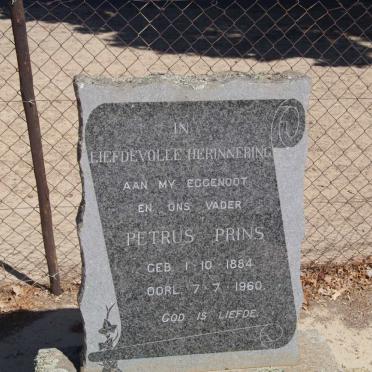 IN
LIEFDEVOLLE HERINNERING
AAN MY EGGENOOT
EN ONS VADER
PETRUS PRINS
GEB. 1·10·1884
OORL. 7·7·1960.
GOD IS LIEFDE.